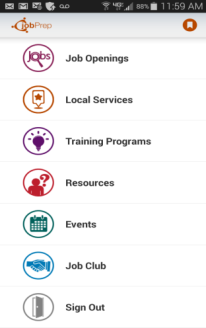 88% 11:59 AM
jobPrep
Jobs
Job Openings
Local Services
Training Programs
Resources
Events
Job Club
Sign Out